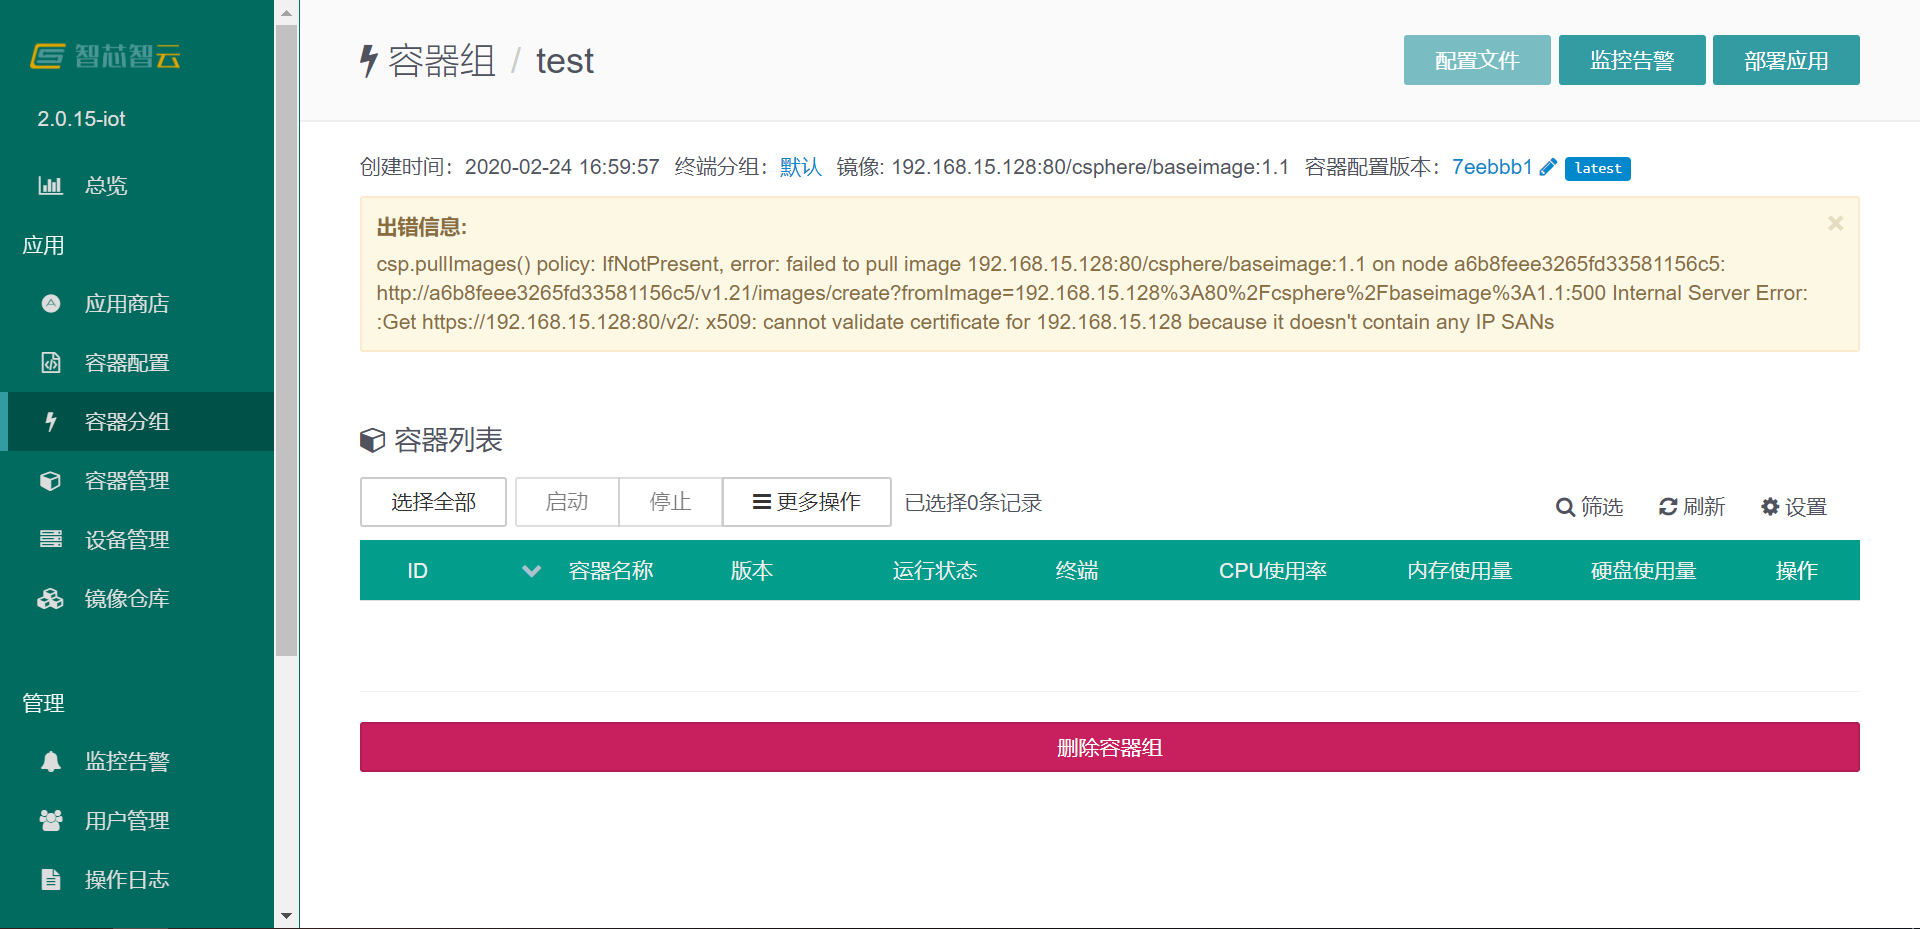 智芯智云
2.0.15-iot
总览
应用
应用商店
容器配置
容器分组
容器管理
设备管理
镜像仓库
管理
监控告警
用户管理
操作日志
容器组 / test
配置文件 监控告警 部署应用
创建时间：2020-02-24 16:59:57 终端分组：默认 镜像: 192.168.15.128:80/csphere/baseimage:1.1 容器配置版本：7eebbb1 latest
出错信息:
csp.pullImages() policy: IfNotPresent, error: failed to pull image 192.168.15.128:80/csphere/baseimage:1.1 on node a6b8feee3265fd33581156c5:
http://a6b8feee3265fd33581156c5/v1.21/images/create?fromImage=192.168.15.128%3A80%2Fcsphere%2Fbaseimage%3A1.1:500 Internal Server Error:
:Get https://192.168.15.128:80/v2/: x509: cannot validate certificate for 192.168.15.128 because it doesn't contain any IP SANs
容器列表
选择全部 启动 停止 更多操作 已选择0条记录 筛选 刷新 设置
ID 容器名称 版本 运行状态 终端 CPU使用率 内存使用量 硬盘使用量 操作
删除容器组